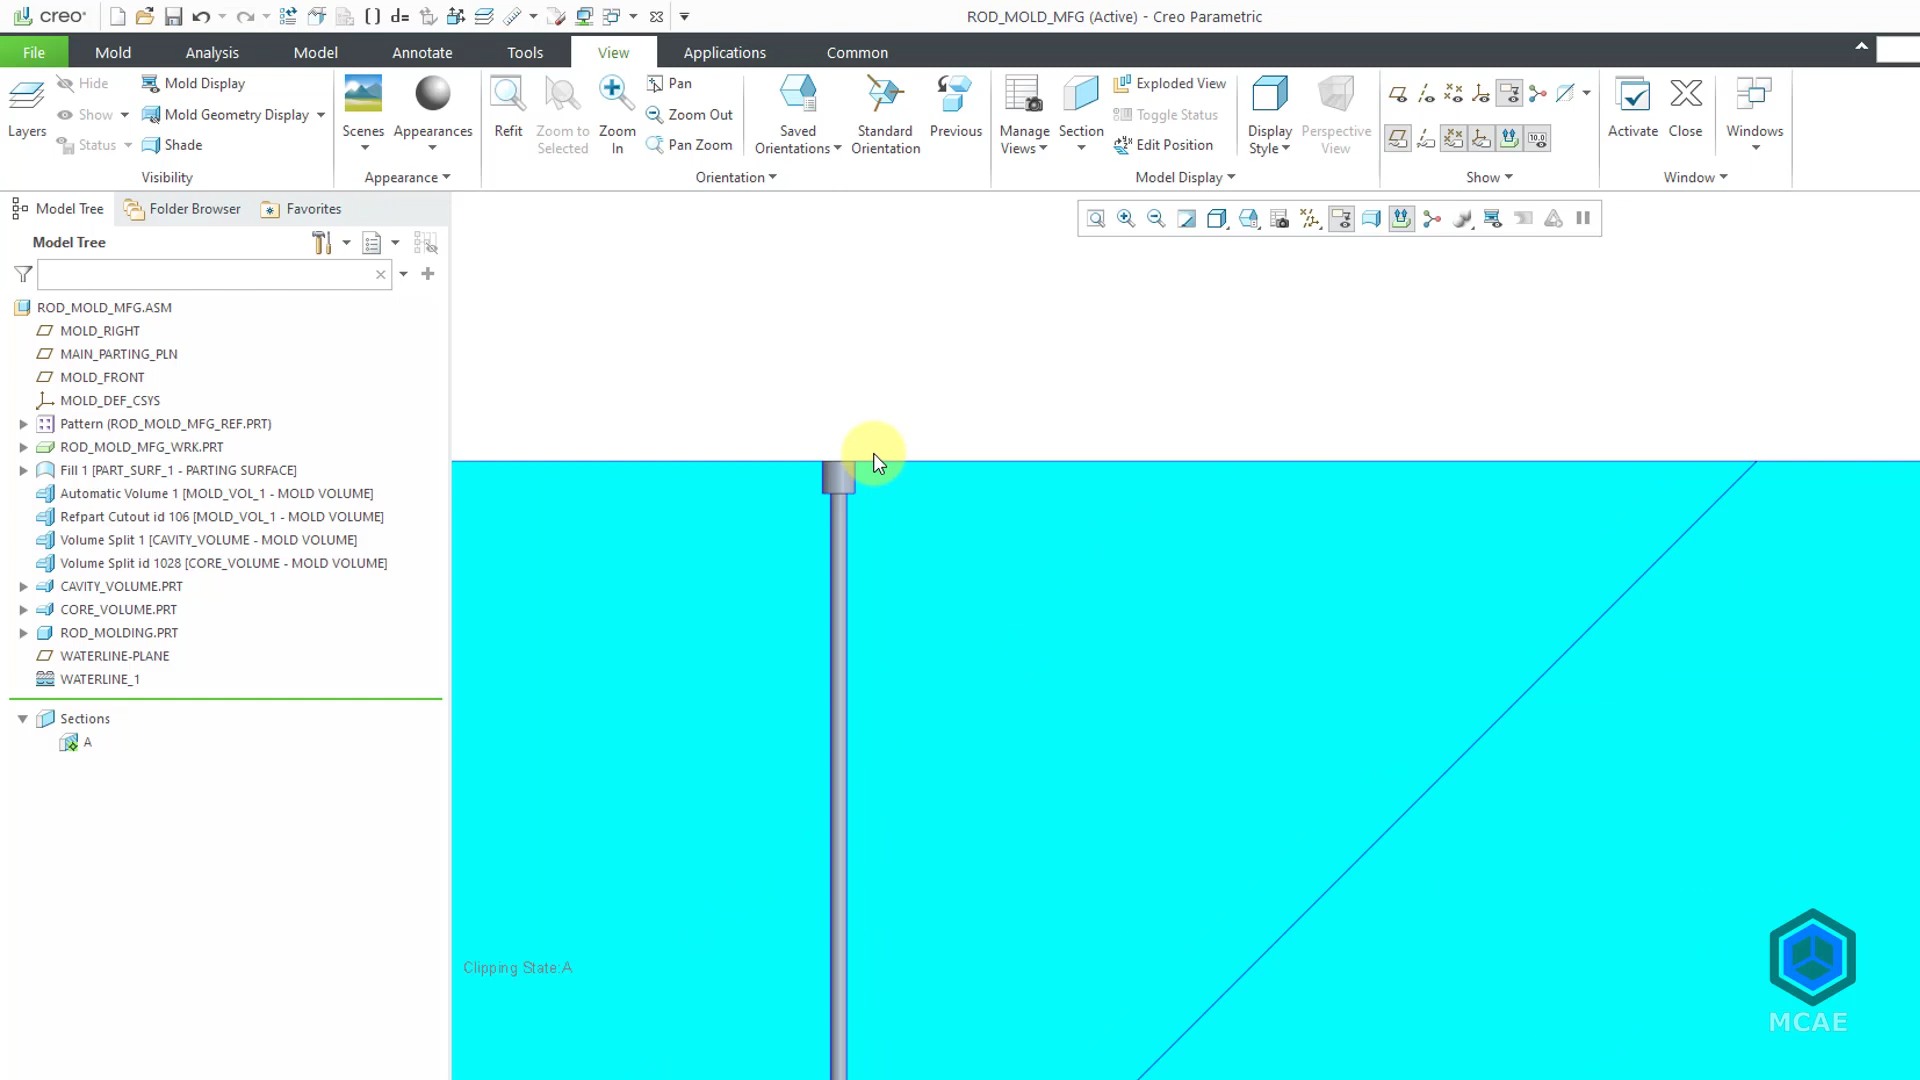 creo
d=
ROD_MOLD_MFG (Active) - Creo Parametric
File Mold Analysis Model Annotate Tools View Applications Common
Layers
Hide
Show
Status
Mold Display
Mold Geometry Display
Shade
Visibility
Scenes
Appearances
Appearance
Refit
Zoom to
Selected
Zoom
In
Pan
Zoom Out
Pan Zoom
Saved
Orientations
Standard
Orientation
Previous
Orientation
Manage
Views
Section
Exploded View
Toggle Status
Edit Position
Display
Style
Perspective
View
Model Display
10.0
Show
Activate
Close
Windows
Window
Model Tree Folder Browser Favorites
Model Tree
ROD_MOLD_MFG.ASM
MOLD_RIGHT
MAIN_PARTING_PLN
MOLD_FRONT
MOLD_DEF_CSYS
Pattern (ROD_MOLD_MFG_REF.PRT)
ROD_MOLD_MFG_WRK.PRT
Fill 1 [PART_SURF_1 - PARTING SURFACE]
Automatic Volume 1 [MOLD_VOL_1 - MOLD VOLUME]
Refpart Cutout id 106 [MOLD_VOL_1 - MOLD VOLUME]
Volume Split 1 [CAVITY_VOLUME - MOLD VOLUME]
Volume Split id 1028 [CORE_VOLUME - MOLD VOLUME]
CAVITY_VOLUME.PRT
CORE_VOLUME.PRT
ROD_MOLDING.PRT
WATERLINE-PLANE
WATERLINE_1
Sections
A
Clipping State:A
MCAE